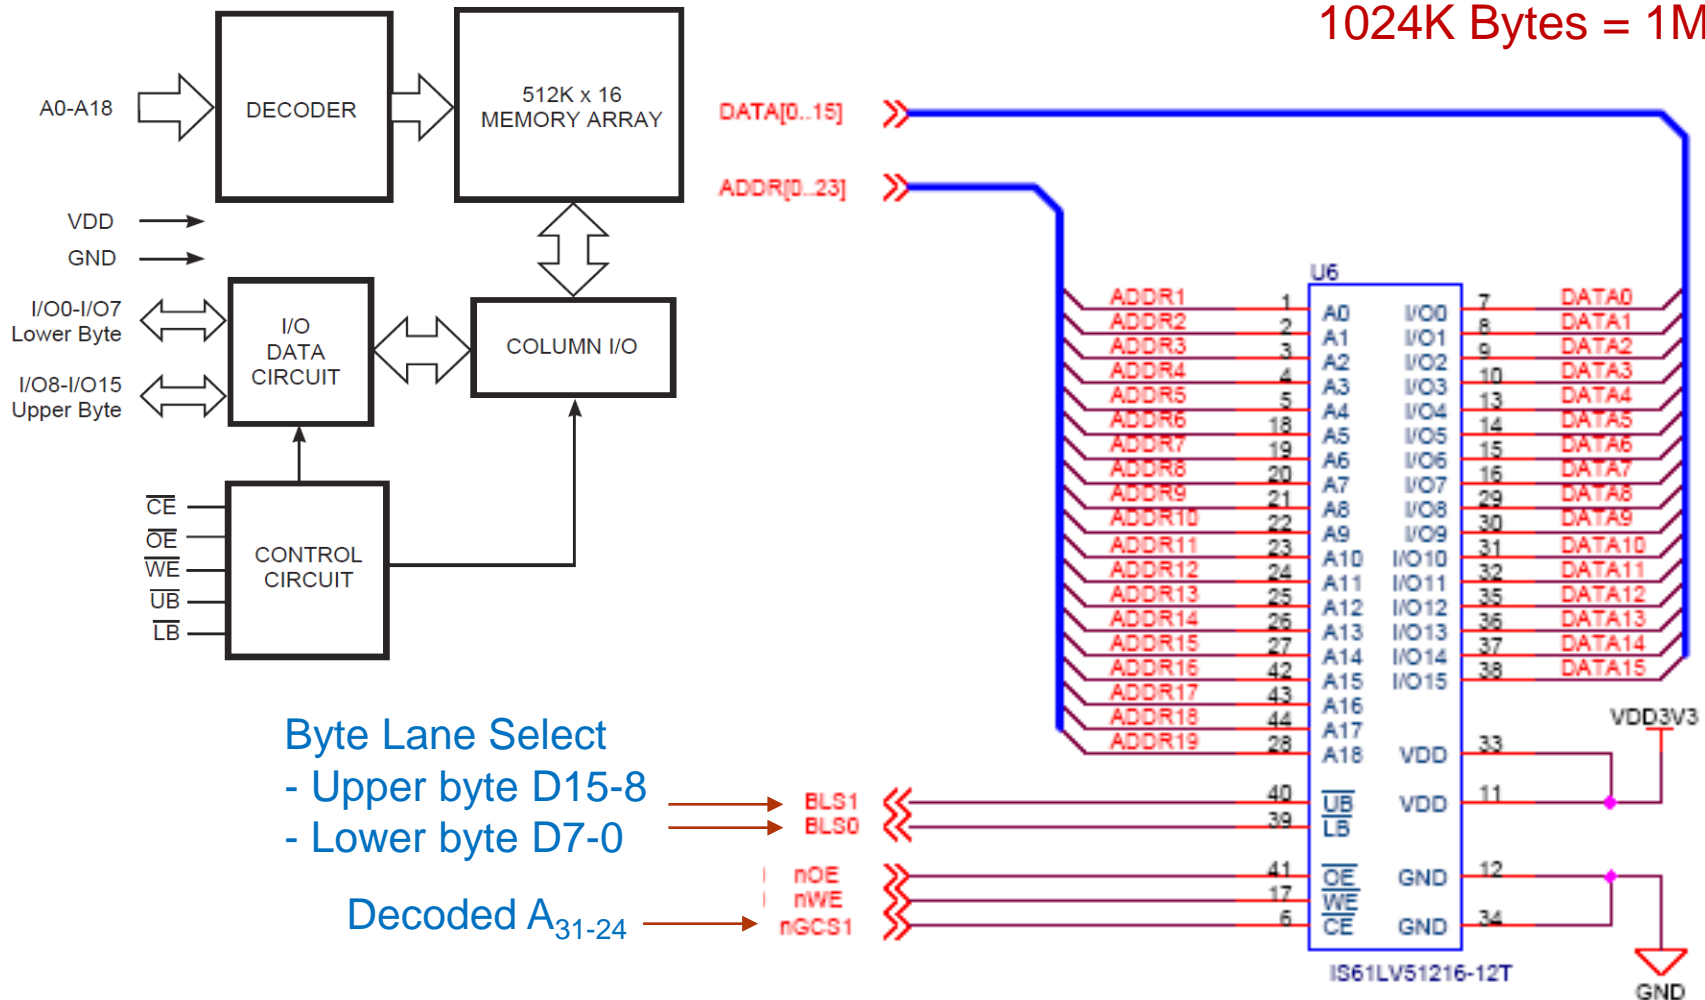 1024K Bytes = 1M
A0-A18
DECODER
512K x 16
MEMORY ARRAY
VDD
GND
I/O0-I/O7
Lower Byte
I/O8-I/O15
Upper Byte
I/O
DATA
CIRCUIT
COLUMN I/O
CE
OE
WE
UB
LB
CONTROL
CIRCUIT
DATA[0..15]
ADDR[0..23]
U6
ADDR1 1 A0 I/O0 7 DATA0
ADDR2 2 A1 I/O1 8 DATA1
ADDR3 3 A2 I/O2 9 DATA2
ADDR4 4 A3 I/O3 10 DATA3
ADDR5 5 A4 I/O4 13 DATA4
ADDR6 18 A5 I/O5 14 DATA5
ADDR7 19 A6 I/O6 15 DATA6
ADDR8 20 A7 I/O7 16 DATA7
ADDR9 21 A8 I/O8 29 DATA8
ADDR10 22 A9 I/O9 30 DATA9
ADDR11 23 A10 I/O10 31 DATA10
ADDR12 24 A11 I/O11 32 DATA11
ADDR13 25 A12 I/O12 35 DATA12
ADDR14 26 A13 I/O13 36 DATA13
ADDR15 27 A14 I/O14 37 DATA14
ADDR16 42 A15 I/O15 38 DATA15
ADDR17 43 A16
ADDR18 44 A17
ADDR19 28 A18 VDD 33
VDD3V3
BLS1 40 UB VDD 11
BLS0 39 LB
nOE 41 OE GND 12
nWE 17 WE
nGCS1 6 CE GND 34
IS61LV51216-12T
GND
Byte Lane Select
- Upper byte D15-8
- Lower byte D7-0
Decoded A31-24